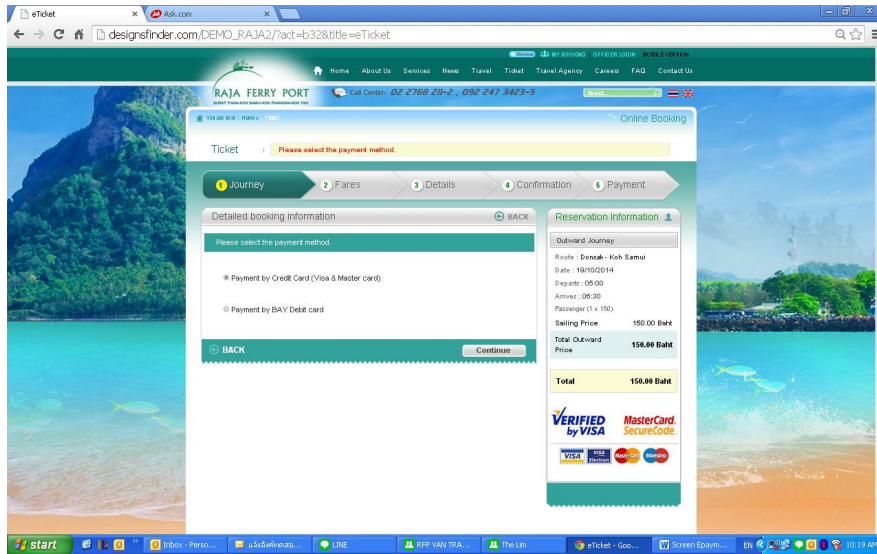 eTicket
Ask.com
designsfinder.com/DEMO_RAJA2/?act=b32&title=eTicket
MY BOOKING | OFFICER LOGIN MOBILE VERSION
Home About Us Services News Travel Ticket Travel Agency Careers FAQ Contact Us
RAJA FERRY PORT
Call Center: 02 2768 211-2 , 092 247 3423-5
You are here : Home »
Online Booking
Ticket : Please select the payment method.
1 Journey 2 Fares 3 Details 4 Confirmation 5 Payment
Detailed booking information BACK
Please select the payment method.
Payment by Credit Card (Visa & Master card)
Payment by BAY Debit card
BACK Continue
Reservation Information
Outward Journey
Route : Donsak - Koh Samui
Date : 19/10/2014
Departs : 05:00
Arrives : 06:30
Passenger (1 x 150)
Sailing Price 150.00 Baht
Total Outward Price 150.00 Baht
Total 150.00 Baht
VERIFIED by VISA
MasterCard. SecureCode.
VISA VISA Electron MasterCard Maestro
start Inbox - Perso... LINE RFP VAN TRA... The Lim eTicket - Goo... Screen Epaym... EN 10:19 AM